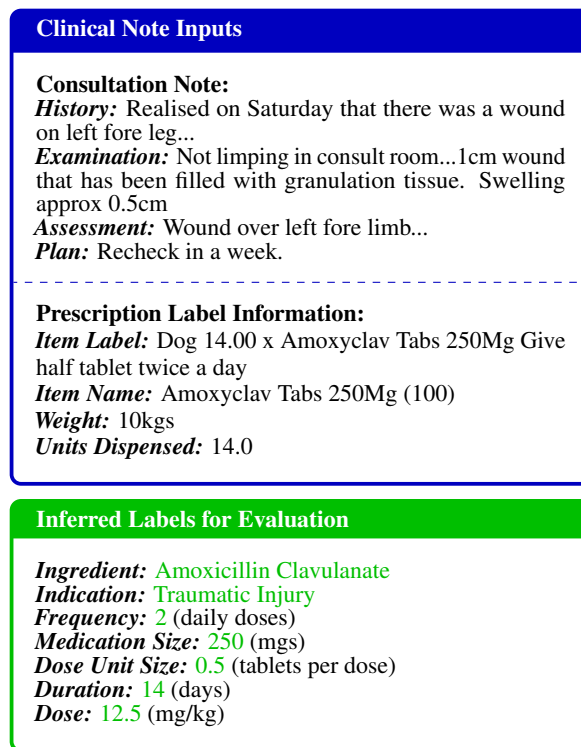 Clinical Note Inputs
Consultation Note:
History: Realised on Saturday that there was a wound
on left fore leg...
Examination: Not limping in consult room...1cm wound
that has been filled with granulation tissue. Swelling
approx 0.5cm
Assessment: Wound over left fore limb...
Plan: Recheck in a week.
Prescription Label Information:
Item Label: Dog 14.00 x Amoxyclav Tabs 250Mg Give
half tablet twice a day
Item Name: Amoxyclav Tabs 250Mg (100)
Weight: 10kgs
Units Dispensed: 14.0
Inferred Labels for Evaluation
Ingredient: Amoxicillin Clavulanate
Indication: Traumatic Injury
Frequency: 2 (daily doses)
Medication Size: 250 (mgs)
Dose Unit Size: 0.5 (tablets per dose)
Duration: 14 (days)
Dose: 12.5 (mg/kg)